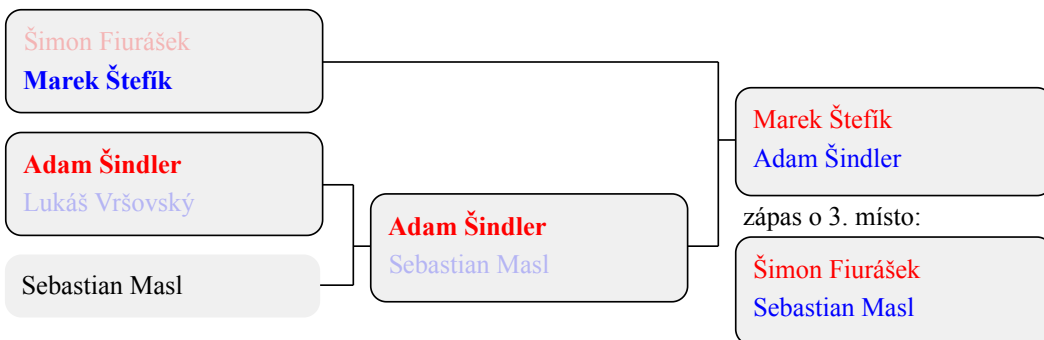 Šimon Fiurášek
Marek Štefík
Adam Šindler
Lukáš Vršovský
Sebastian Masl
Adam Šindler
Sebastian Masl
Marek Štefík
Adam Šindler
zápas o 3. místo:
Šimon Fiurášek
Sebastian Masl